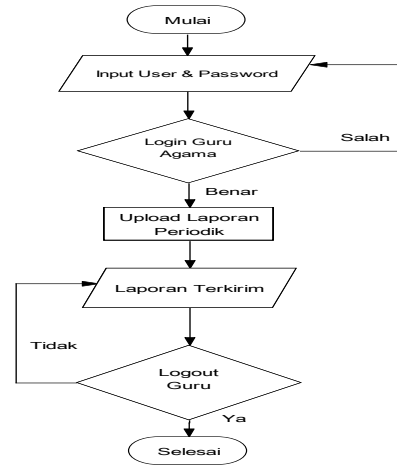 Mulai
Input User & Password
Login Guru
Agama
Salah
Benar
Upload Laporan
Periodik
Laporan Terkirim
Tidak
Logout
Guru
Ya
Selesai